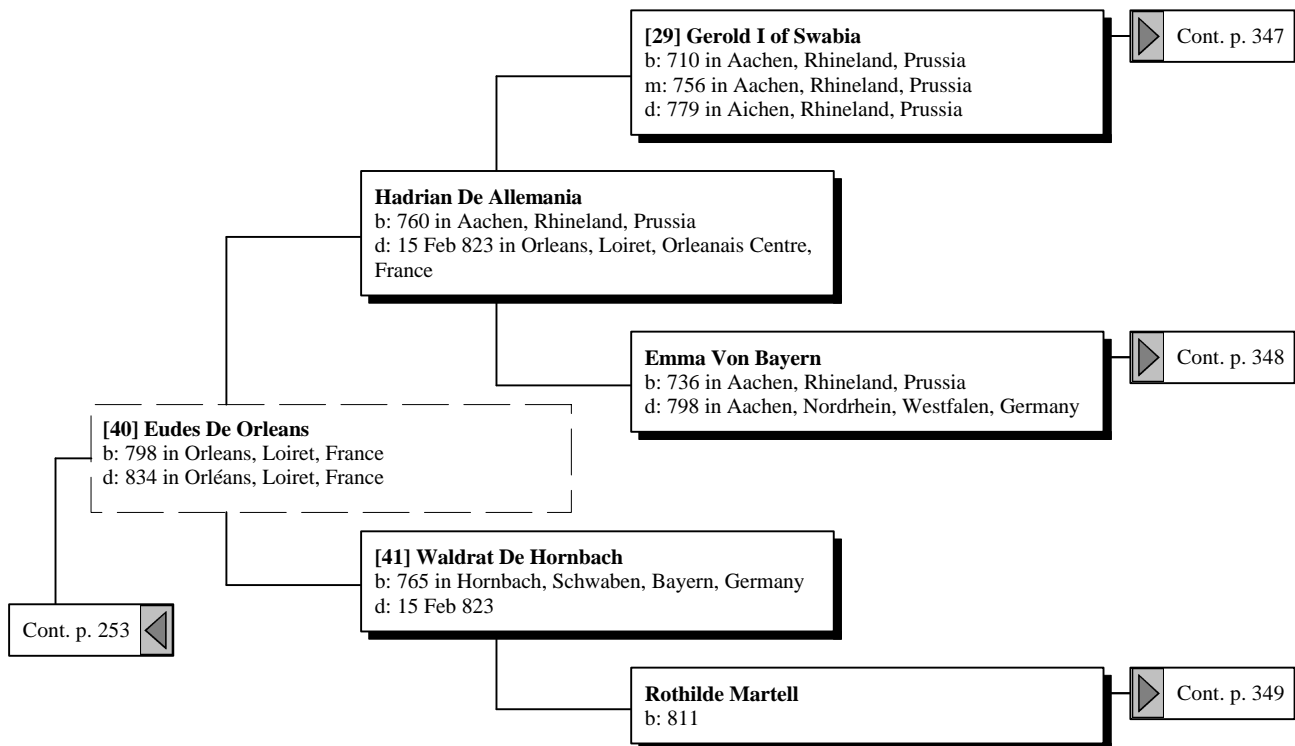 [29] Gerold I of Swabia
b: 710 in Aachen, Rhineland, Prussia
m: 756 in Aachen, Rhineland, Prussia
d: 779 in Aichen, Rhineland, Prussia
Cont. p. 347
Hadrian De Allemania
b: 760 in Aachen, Rhineland, Prussia
d: 15 Feb 823 in Orleans, Loiret, Orleanais Centre,
France
Emma Von Bayern
b: 736 in Aachen, Rhineland, Prussia
d: 798 in Aachen, Nordrhein, Westfalen, Germany
Cont. p. 348
[40] Eudes De Orleans
b: 798 in Orleans, Loiret, France
d: 834 in Orléans, Loiret, France
[41] Waldrat De Hornbach
b: 765 in Hornbach, Schwaben, Bayern, Germany
d: 15 Feb 823
Cont. p. 253
Rothilde Martell
b: 811
Cont. p. 349